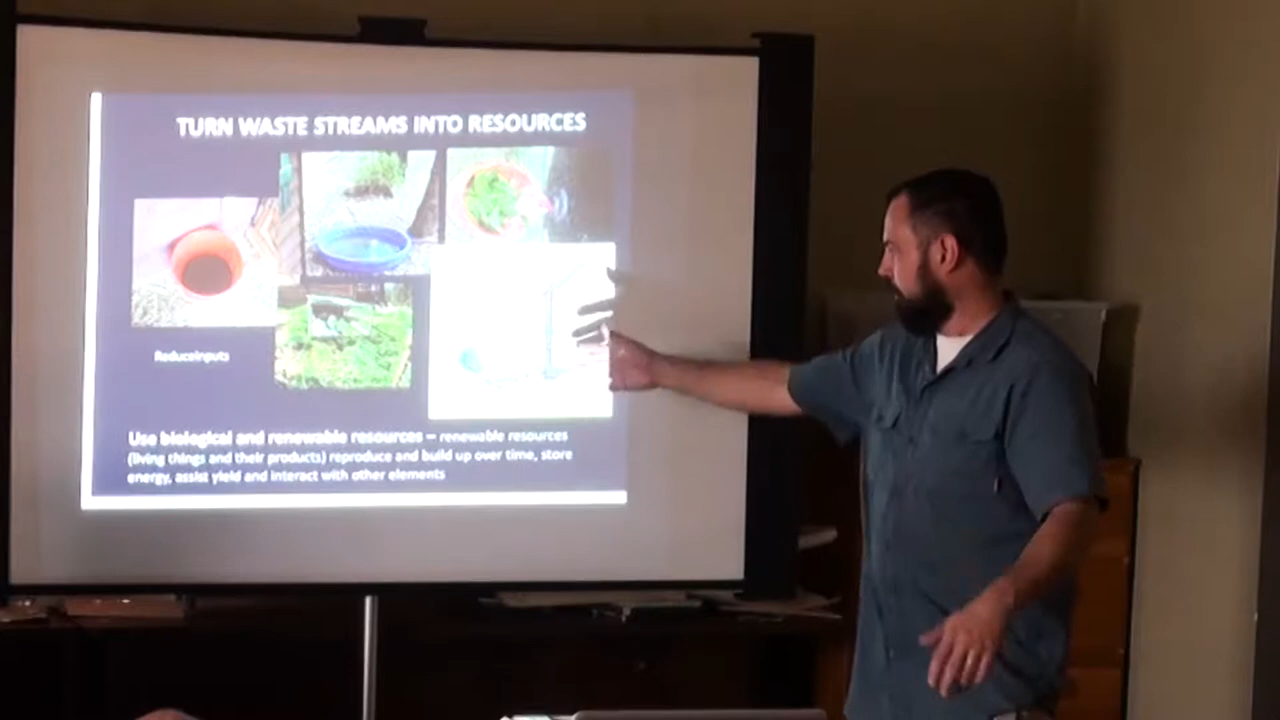 TURN WASTE STREAMS INTO RESOURCES
ReduceInputs
Use biological and renewable resources – renewable resources
(living things and their products) reproduce and build up over time, store
energy, assist yield and interact with other elements